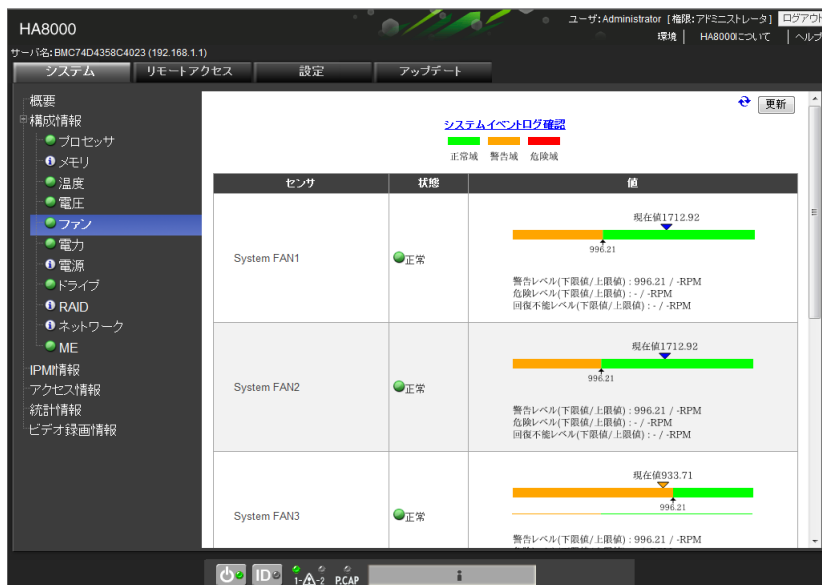 HA8000
ユーザ:Administrator [権限:アドミニストレータ] ログアウト
環境 | HA8000について | ヘルプ
サーバ名:BMC74D4358C4023 (192.168.1.1)
システム リモートアクセス 設定 アップデート
概要
構成情報
プロセッサ
メモリ
温度
電圧
ファン
電力
電源
ドライブ
RAID
ネットワーク
ME
IPMI情報
アクセス情報
統計情報
ビデオ録画情報
更新
システムイベントログ確認
正常域 警告域 危険域
センサ 状態 値
現在値1712.92
996.21
System FAN1 正常
警告レベル(下限値/上限値) : 996.21 / -RPM
危険レベル(下限値/上限値) : - / -RPM
回復不能レベル(下限値/上限値) : - / -RPM
現在値1712.92
996.21
System FAN2 正常
警告レベル(下限値/上限値) : 996.21 / -RPM
危険レベル(下限値/上限値) : - / -RPM
回復不能レベル(下限値/上限値) : - / -RPM
現在値933.71
996.21
System FAN3 正常
警告レベル(下限値/上限値) : 996.21 / -RPM
ID 1-2 P.CAP